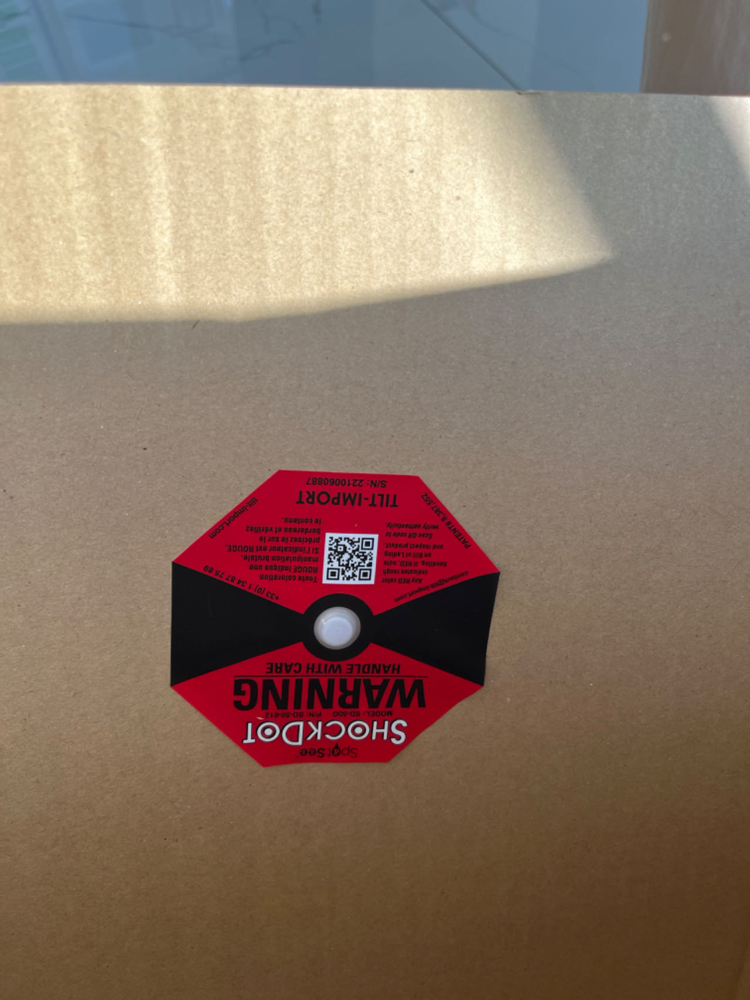 SpotSee™
SHOCKDOT
MODEL: SD-50G P/N: SD-50-612
WARNING
HANDLE WITH CARE
contact@tilt-import.com
+33 (0) 1 34 87 75 89
Any RED color
indicates rough
handling. If RED, note
on Bill of Lading
and inspect product.
Scan QR code to
verify authenticity.
Toute coloration
ROUGE indique une
manipulation brutale.
Si l'indicateur est ROUGE,
précisez le sur le
bordereau et vérifiez
le contenu.
PATENT# 8,387,552
tilt-import.com
TILT-IMPORT
S/N: 2210060887